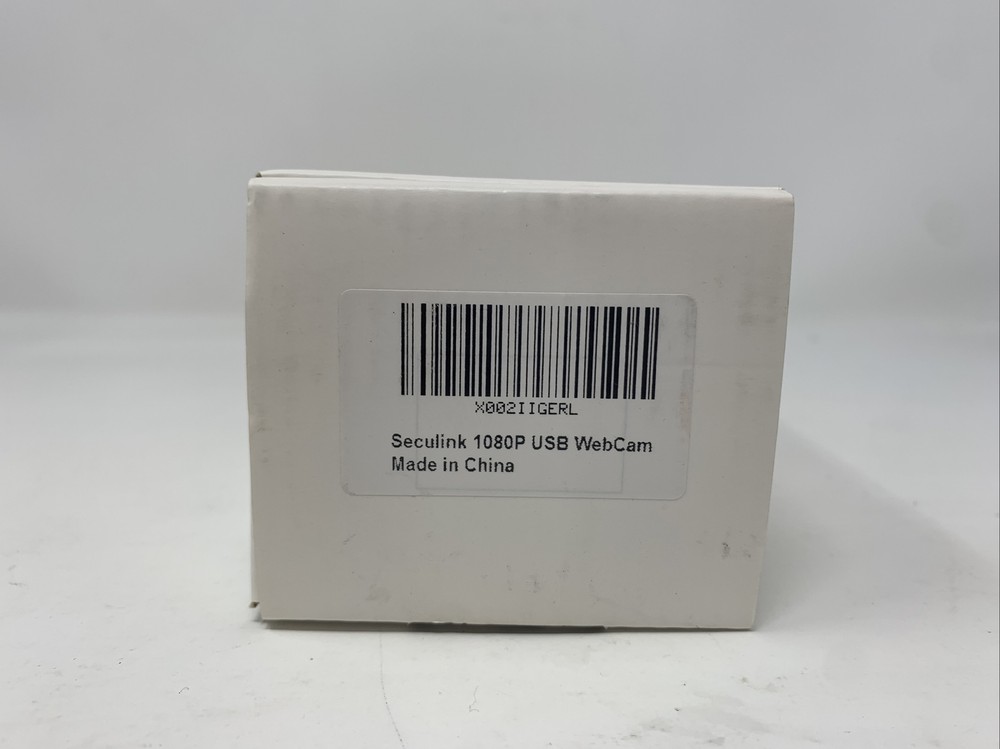 X002IIGERL
Seculink 1080P USB WebCam
Made in China